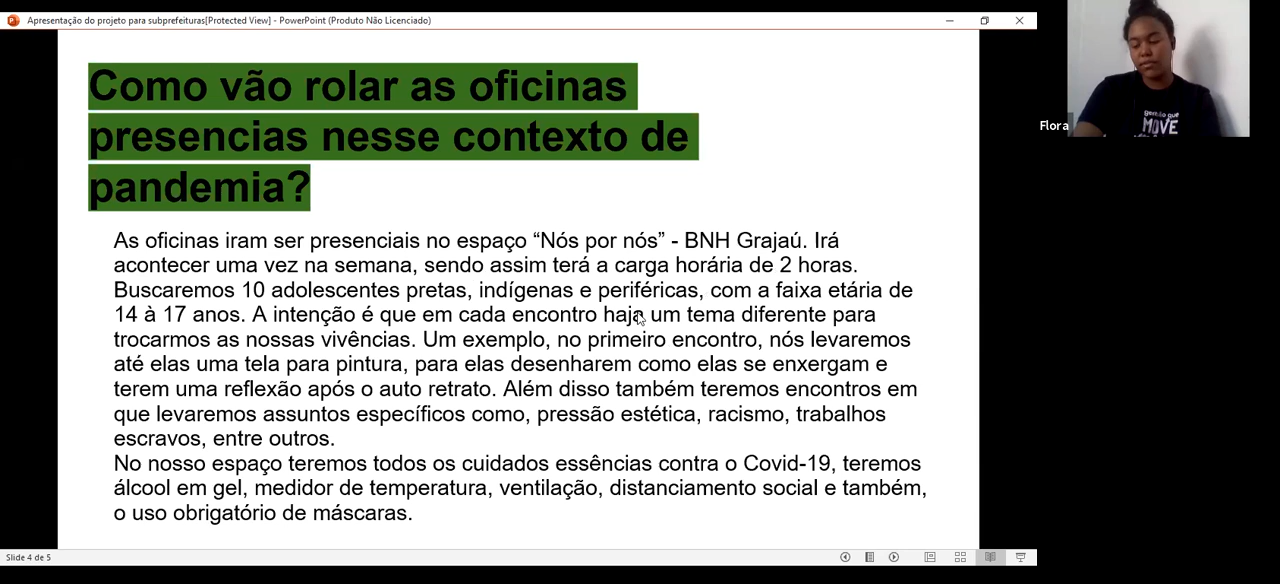 Apresentação do projeto para subprefeituras[Protected View] - PowerPoint (Produto Não Licenciado)
Como vão rolar as oficinas
presencias nesse contexto de
pandemia?
As oficinas iram ser presenciais no espaço “Nós por nós” - BNH Grajaú. Irá
acontecer uma vez na semana, sendo assim terá a carga horária de 2 horas.
Buscaremos 10 adolescentes pretas, indígenas e periféricas, com a faixa etária de
14 à 17 anos. A intenção é que em cada encontro haja um tema diferente para
trocarmos as nossas vivências. Um exemplo, no primeiro encontro, nós levaremos
até elas uma tela para pintura, para elas desenharem como elas se enxergam e
terem uma reflexão após o auto retrato. Além disso também teremos encontros em
que levaremos assuntos específicos como, pressão estética, racismo, trabalhos
escravos, entre outros.
No nosso espaço teremos todos os cuidados essências contra o Covid-19, teremos
álcool em gel, medidor de temperatura, ventilação, distanciamento social e também,
o uso obrigatório de máscaras.
Slide 4 de 5
Flora
que
MOVE